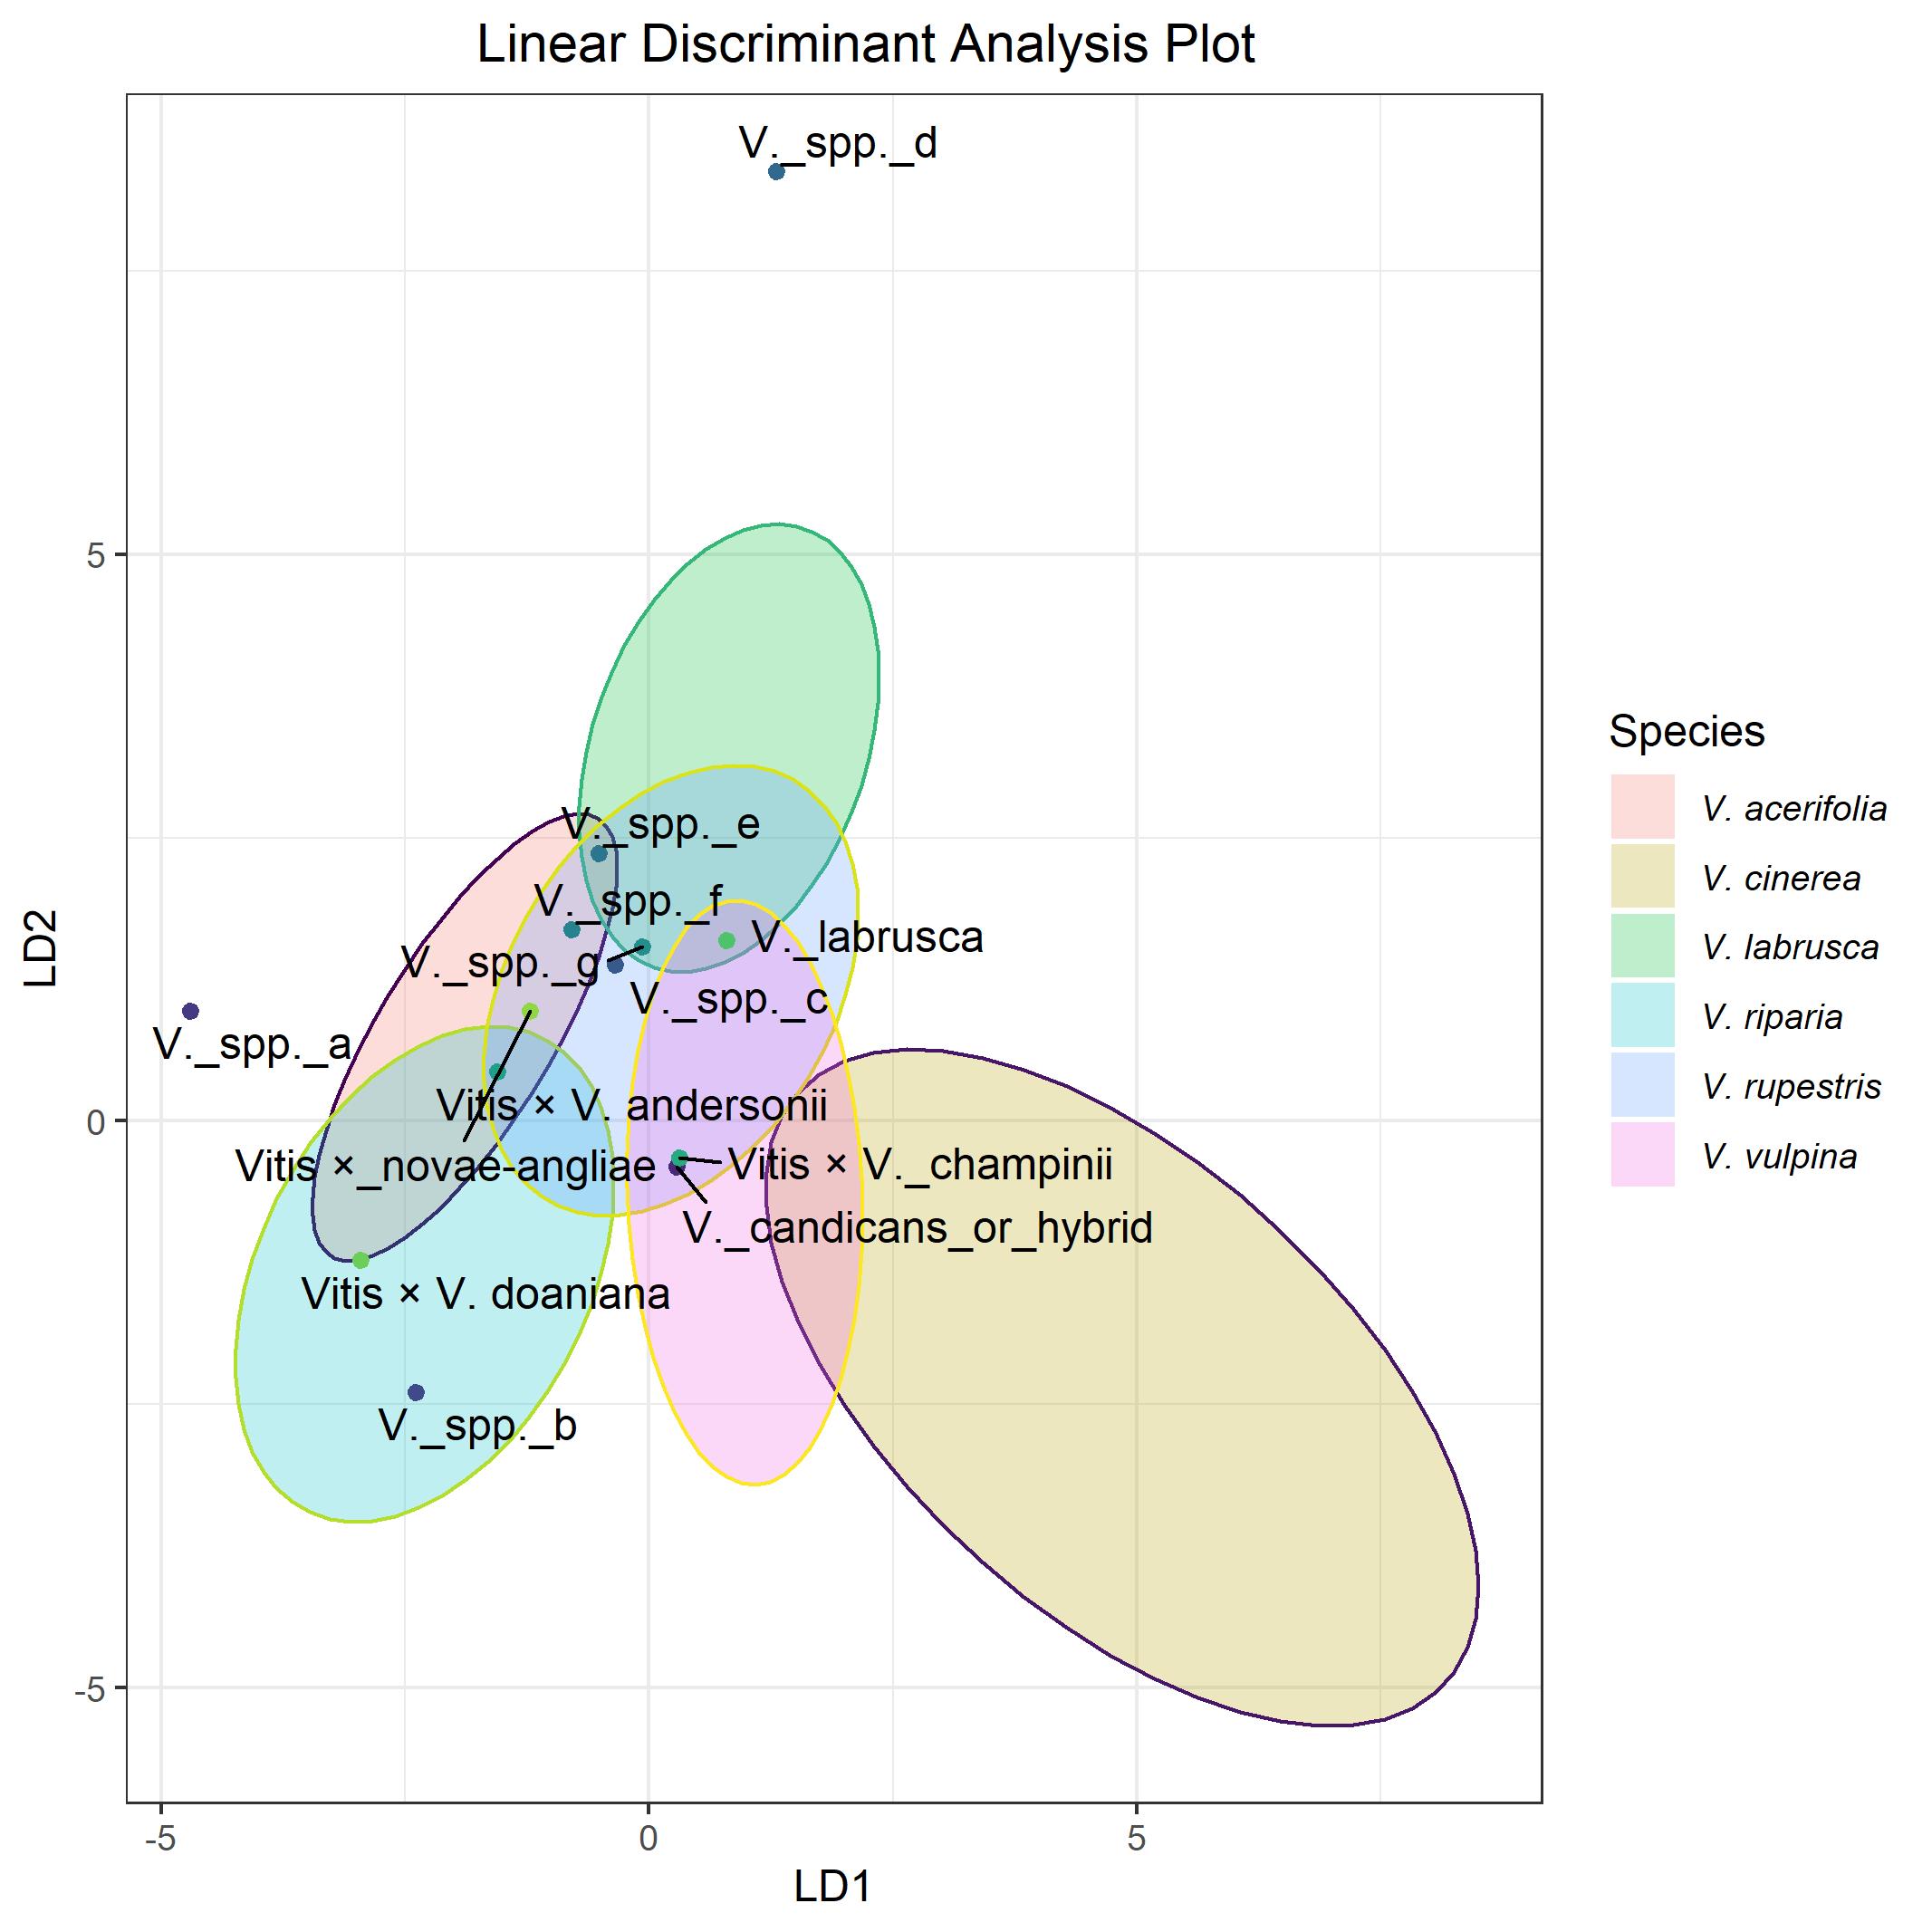 Linear Discriminant Analysis Plot
V._spp._d
5
V._spp._e
V._spp._f
V._labrusca
V._spp._g
V._spp._c
V._spp._a
0
Vitis × V. andersonii
Vitis ×_novae-angliae
Vitis × V._champinii
V._candicans_or_hybrid
Vitis × V. doaniana
V._spp._b
-5
-5
0
5
LD1
LD2
Species
V. acerifolia
V. cinerea
V. labrusca
V. riparia
V. rupestris
V. vulpina